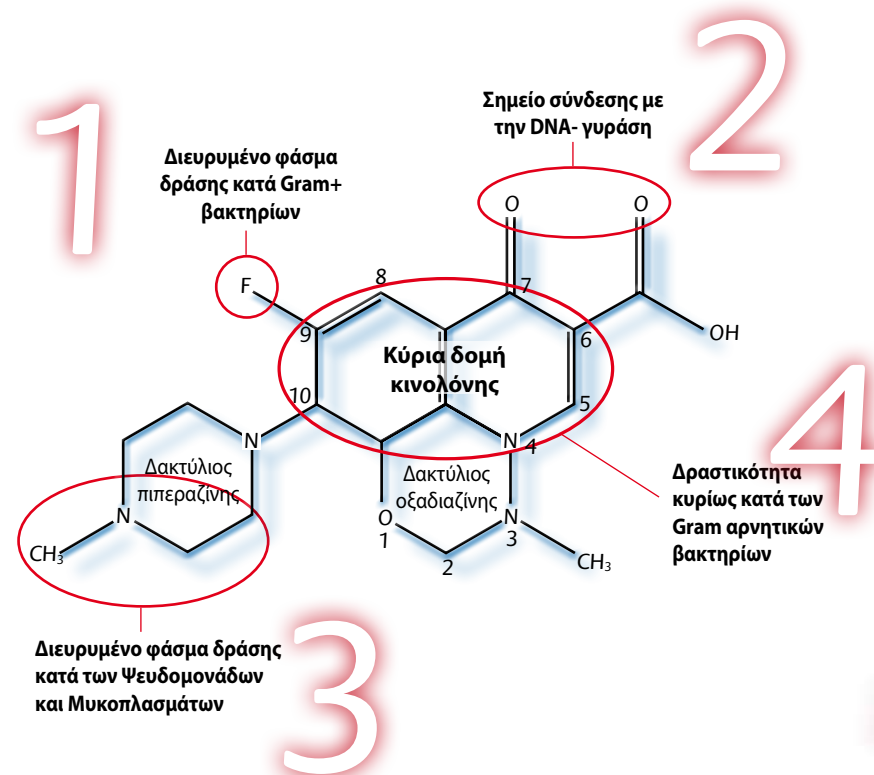 1
2
Σημείο σύνδεσης με
την DNA- γυράση
Διευρυμένο φάσμα
δράσης κατά Gram+
βακτηρίων
O
O
F
8
7
9
6
OH
Κύρια δομή
κινολόνης
10
5
4
N
4
N
Δακτύλιος
πιπεραζίνης
Δακτύλιος
οξαδιαζίνης
Δραστικότητα
κυρίως κατά των
Gram αρνητικών
βακτηρίων
N
O
N
1
3
2
CH3
CH3
Διευρυμένο φάσμα δράσης
κατά των Ψευδομονάδων
και Μυκοπλασμάτων
3